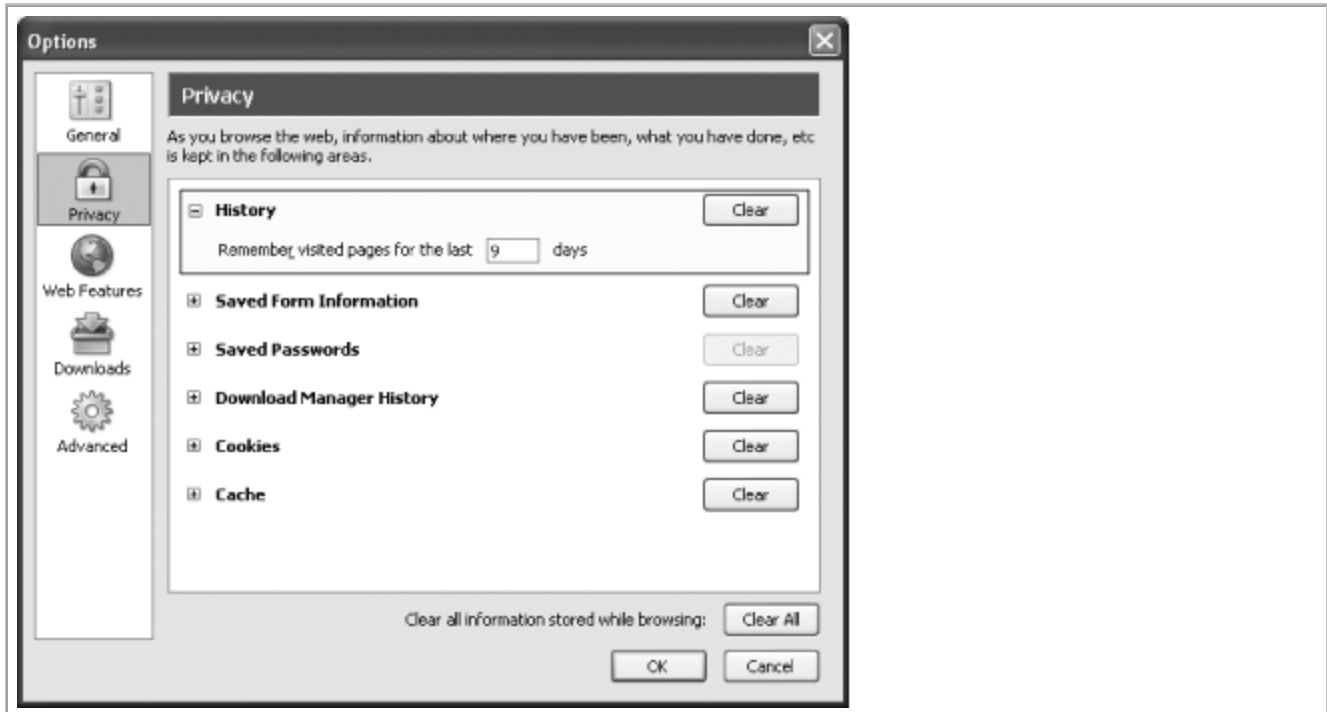 Options
General
Privacy
Web Features
Downloads
Advanced
Privacy
As you browse the web, information about where you have been, what you have done, etc
is kept in the following areas.
History Clear
Remember visited pages for the last 9 days
Saved Form Information Clear
Saved Passwords Clear
Download Manager History Clear
Cookies Clear
Cache Clear
Clear all information stored while browsing: Clear All
OK Cancel